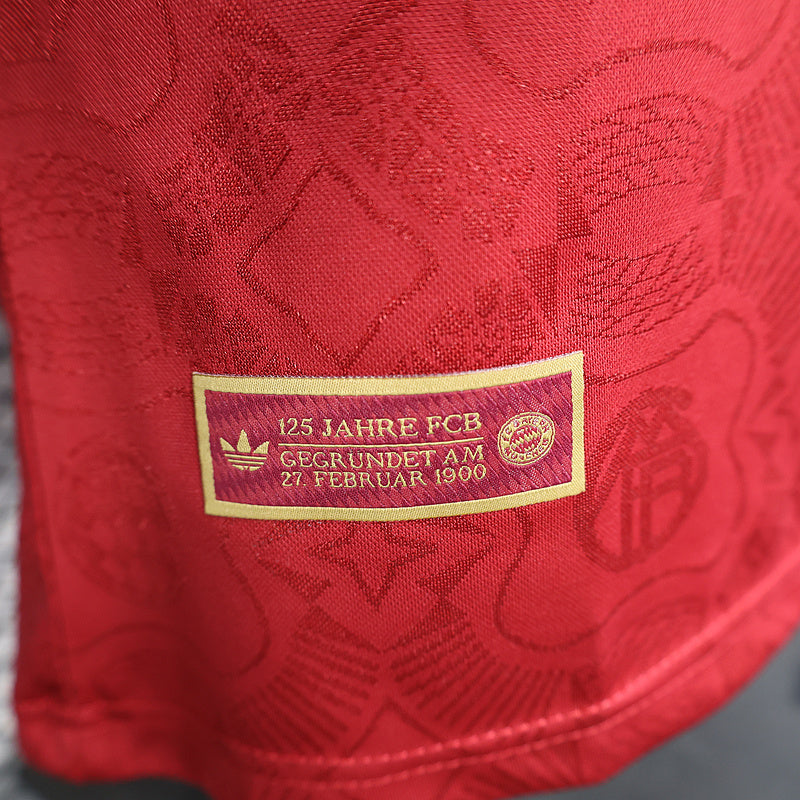 125 JAHRE FCB
GEGRUNDET AM
27 FEBRUAR 1900